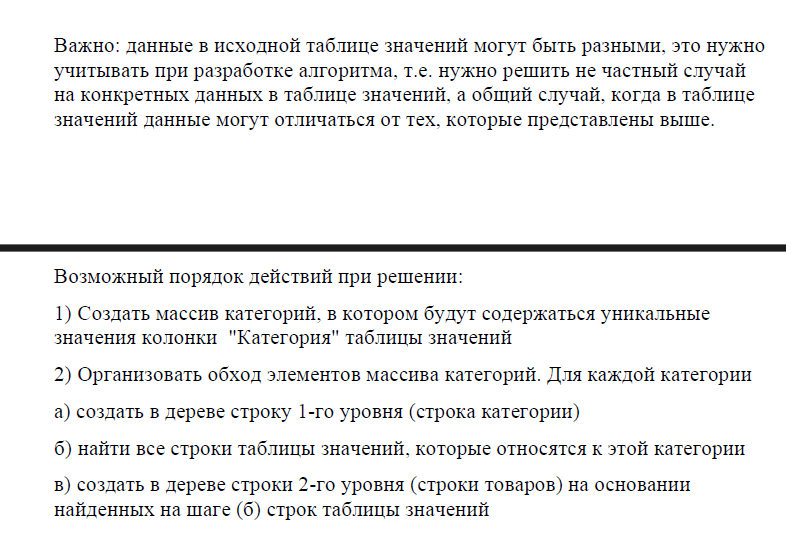 Важно: данные в исходной таблице значений могут быть разными, это нужно
учитывать при разработке алгоритма, т.е. нужно решить не частный случай
на конкретных данных в таблице значений, а общий случай, когда в таблице
значений данные могут отличаться от тех, которые представлены выше.
Возможный порядок действий при решении:
1) Создать массив категорий, в котором будут содержаться уникальные
значения колонки  "Категория" таблицы значений
2) Организовать обход элементов массива категорий. Для каждой категории
а) создать в дереве строку 1-го уровня (строка категории)
б) найти все строки таблицы значений, которые относятся к этой категории
в) создать в дереве строки 2-го уровня (строки товаров) на основании
найденных на шаге (б) строк таблицы значений